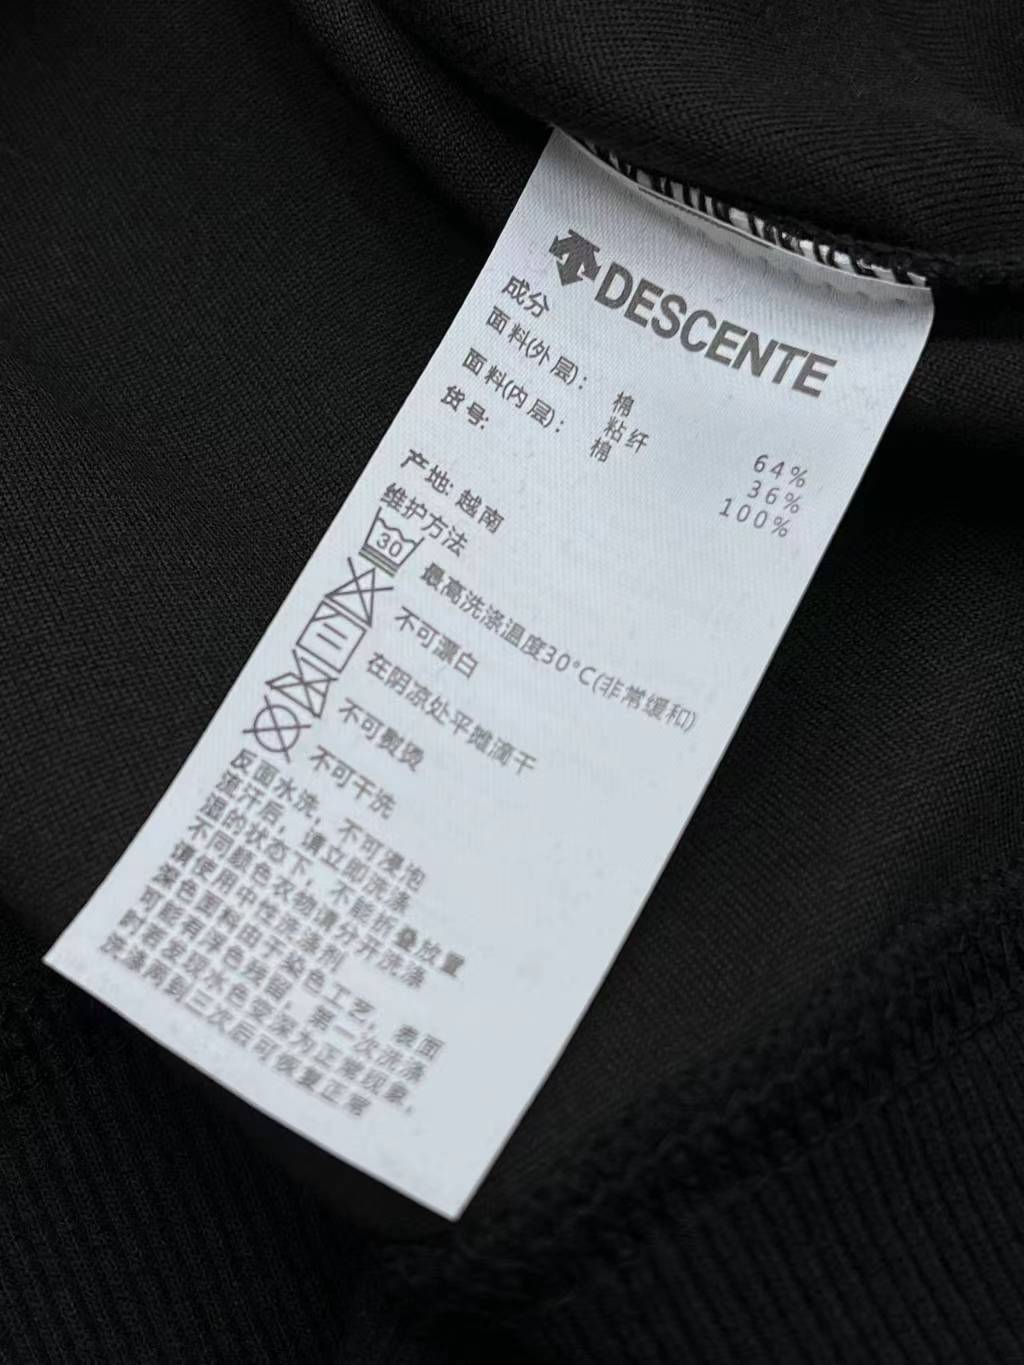 DESCENTE
成分
面料(外层): 棉 64%
粘纤 36%
面料(内层): 棉 100%
货号:
产地: 越南
维护方法
30 最高洗涤温度30°C(非常缓和)
不可漂白
在阴凉处平摊滴干
不可熨烫
不可干洗
反面水洗，不可浸泡
流汗后，请立即洗涤
湿的状态下，不能折叠放置
不同颜色衣物请分开洗涤
请使用中性洗涤剂
深色面料由于染色工艺，表面
可能有浮色残留，第一次洗涤
时若发现水色变深为正常现象，
洗涤两到三次后可恢复正常